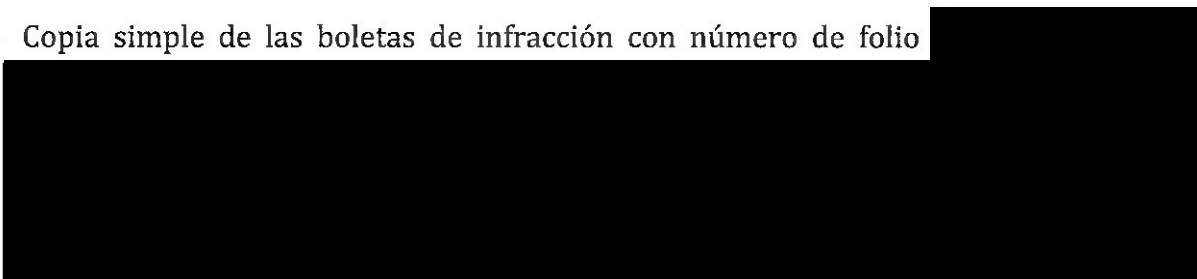 Copia simple de las boletas de infracción con número de folio